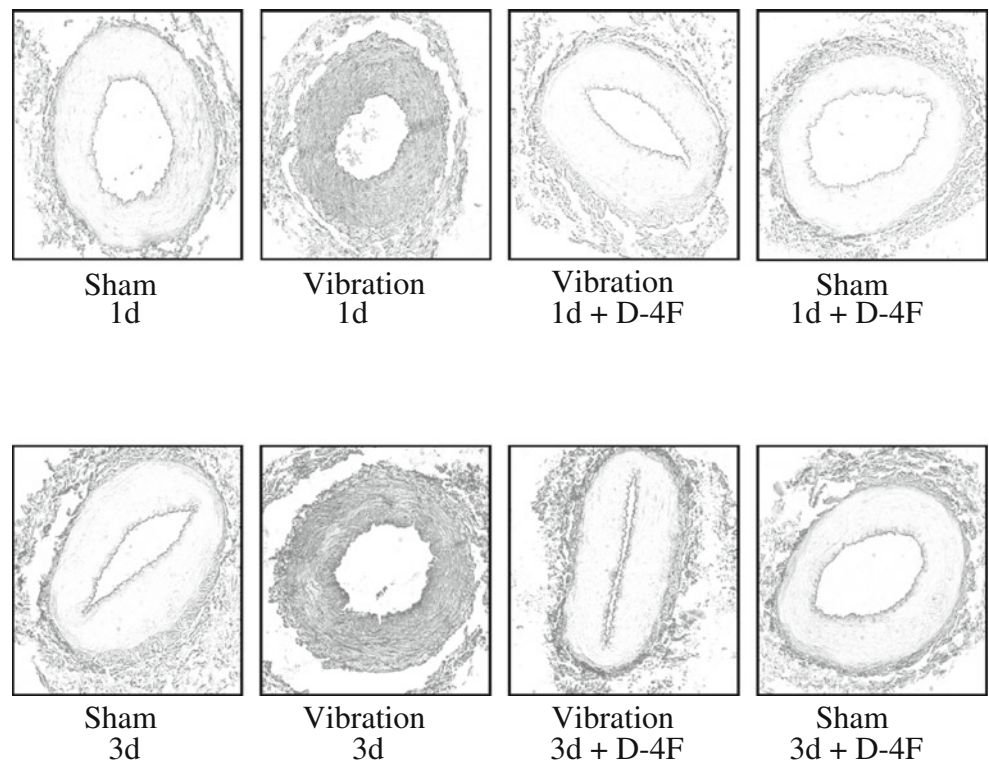 Sham
1d
Vibration
1d
Vibration
1d + D-4F
Sham
1d + D-4F
Sham
3d
Vibration
3d
Vibration
3d + D-4F
Sham
3d + D-4F